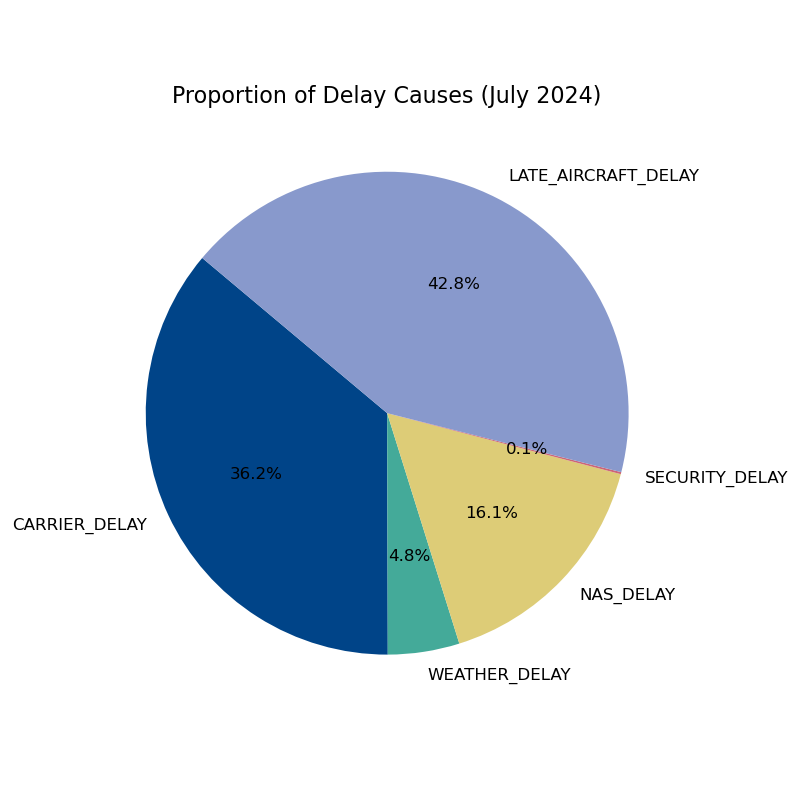 Proportion of Delay Causes (July 2024)
LATE_AIRCRAFT_DELAY
42.8%
0.1%
SECURITY_DELAY
36.2%
16.1%
CARRIER_DELAY
4.8%
NAS_DELAY
WEATHER_DELAY